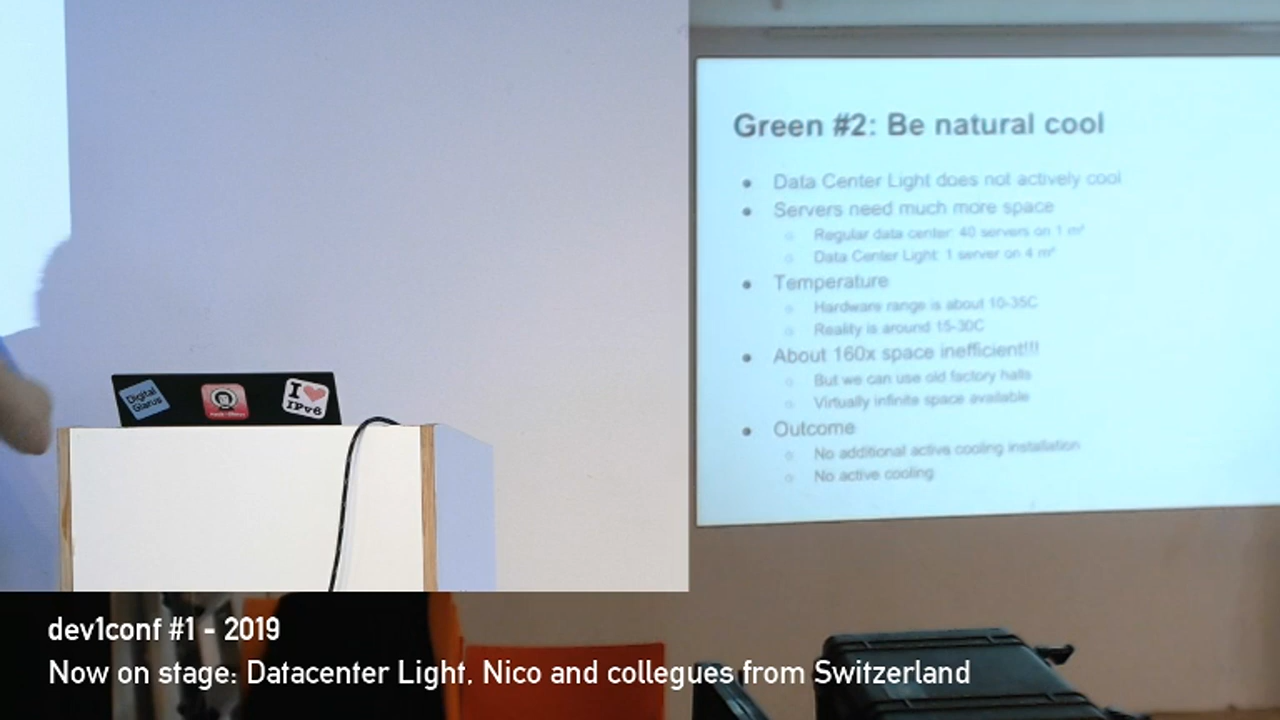 Green #2: Be natural cool
Data Center Light does not actively cool
Servers need much more space
Regular data center: 40 servers on 1 m²
Data Center Light: 1 server on 4 m²
Temperature
Hardware range is about 10-35C
Reality is around 15-30C
About 160x space inefficient!!!
But we can use old factory halls
Virtually infinite space available
Outcome
No additional active cooling installation
No active cooling
Digital
Glarus
I ❤
IPv6
dev1conf #1 - 2019
Now on stage: Datacenter Light, Nico and collegues from Switzerland